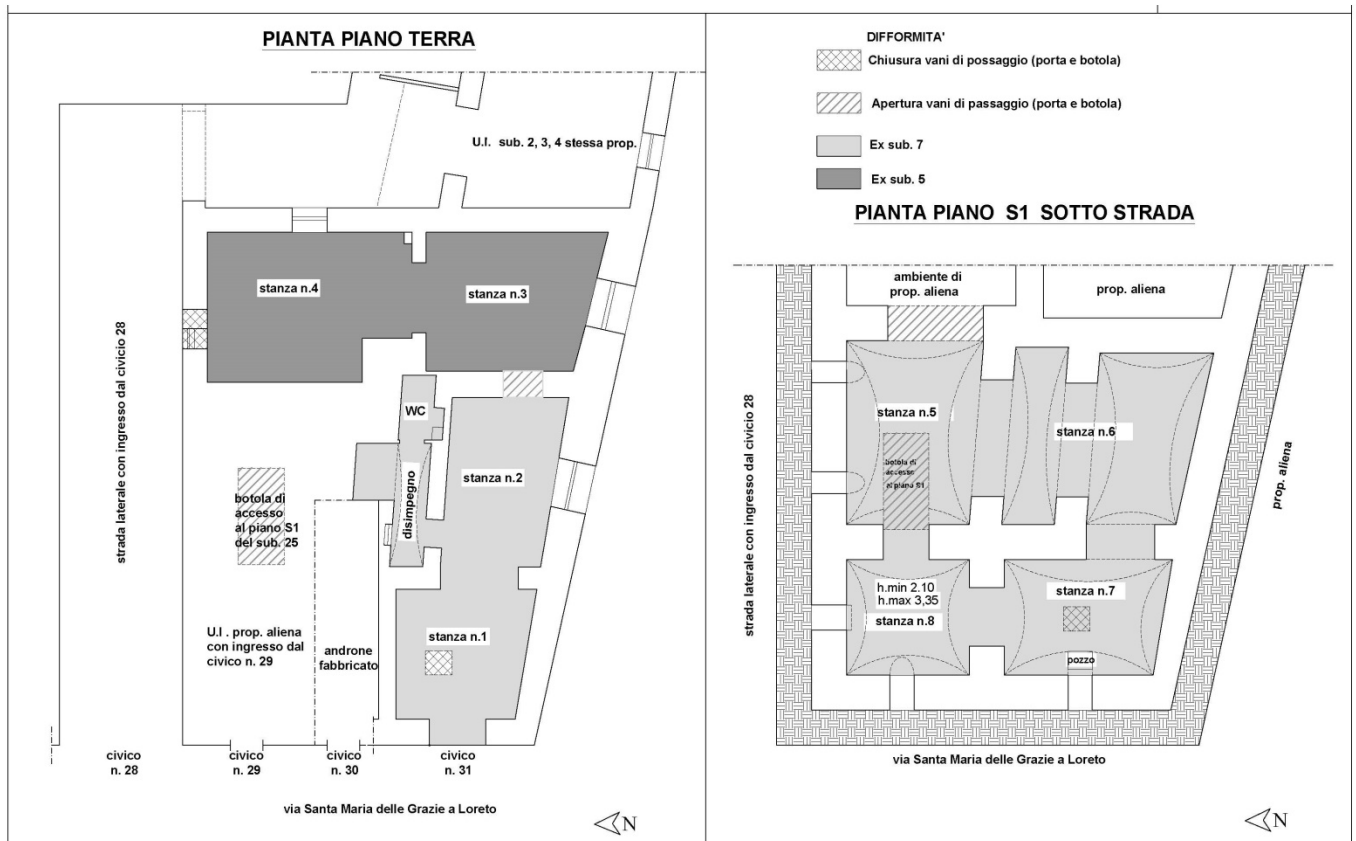 PIANTA PIANO TERRA
U.I. sub. 2, 3, 4 stessa prop.
stanza n.4
stanza n.3
strada laterale con ingresso dal civicio 28
WC
stanza n.2
disimpegno
botola di
accesso
al piano S1
del sub. 25
stanza n.1
U.I . prop. aliena
con ingresso dal
civico n. 29
androne
fabbricato
civico
n. 28
civico
n. 29
civico
n. 30
civico
n. 31
via Santa Maria delle Grazie a Loreto
N
DIFFORMITA'
Chiusura vani di possaggio (porta e botola)
Apertura vani di passaggio (porta e botola)
Ex sub. 7
Ex sub. 5
PIANTA PIANO S1 SOTTO STRADA
ambiente di
prop. aliena
prop. aliena
stanza n.5
stanza n.6
botola di
accesso
al piano S1
strada laterale con ingresso dal civicio 28
prop. aliena
h.min 2.10
h.max 3,35
stanza n.8
stanza n.7
pozzo
via Santa Maria delle Grazie a Loreto
N